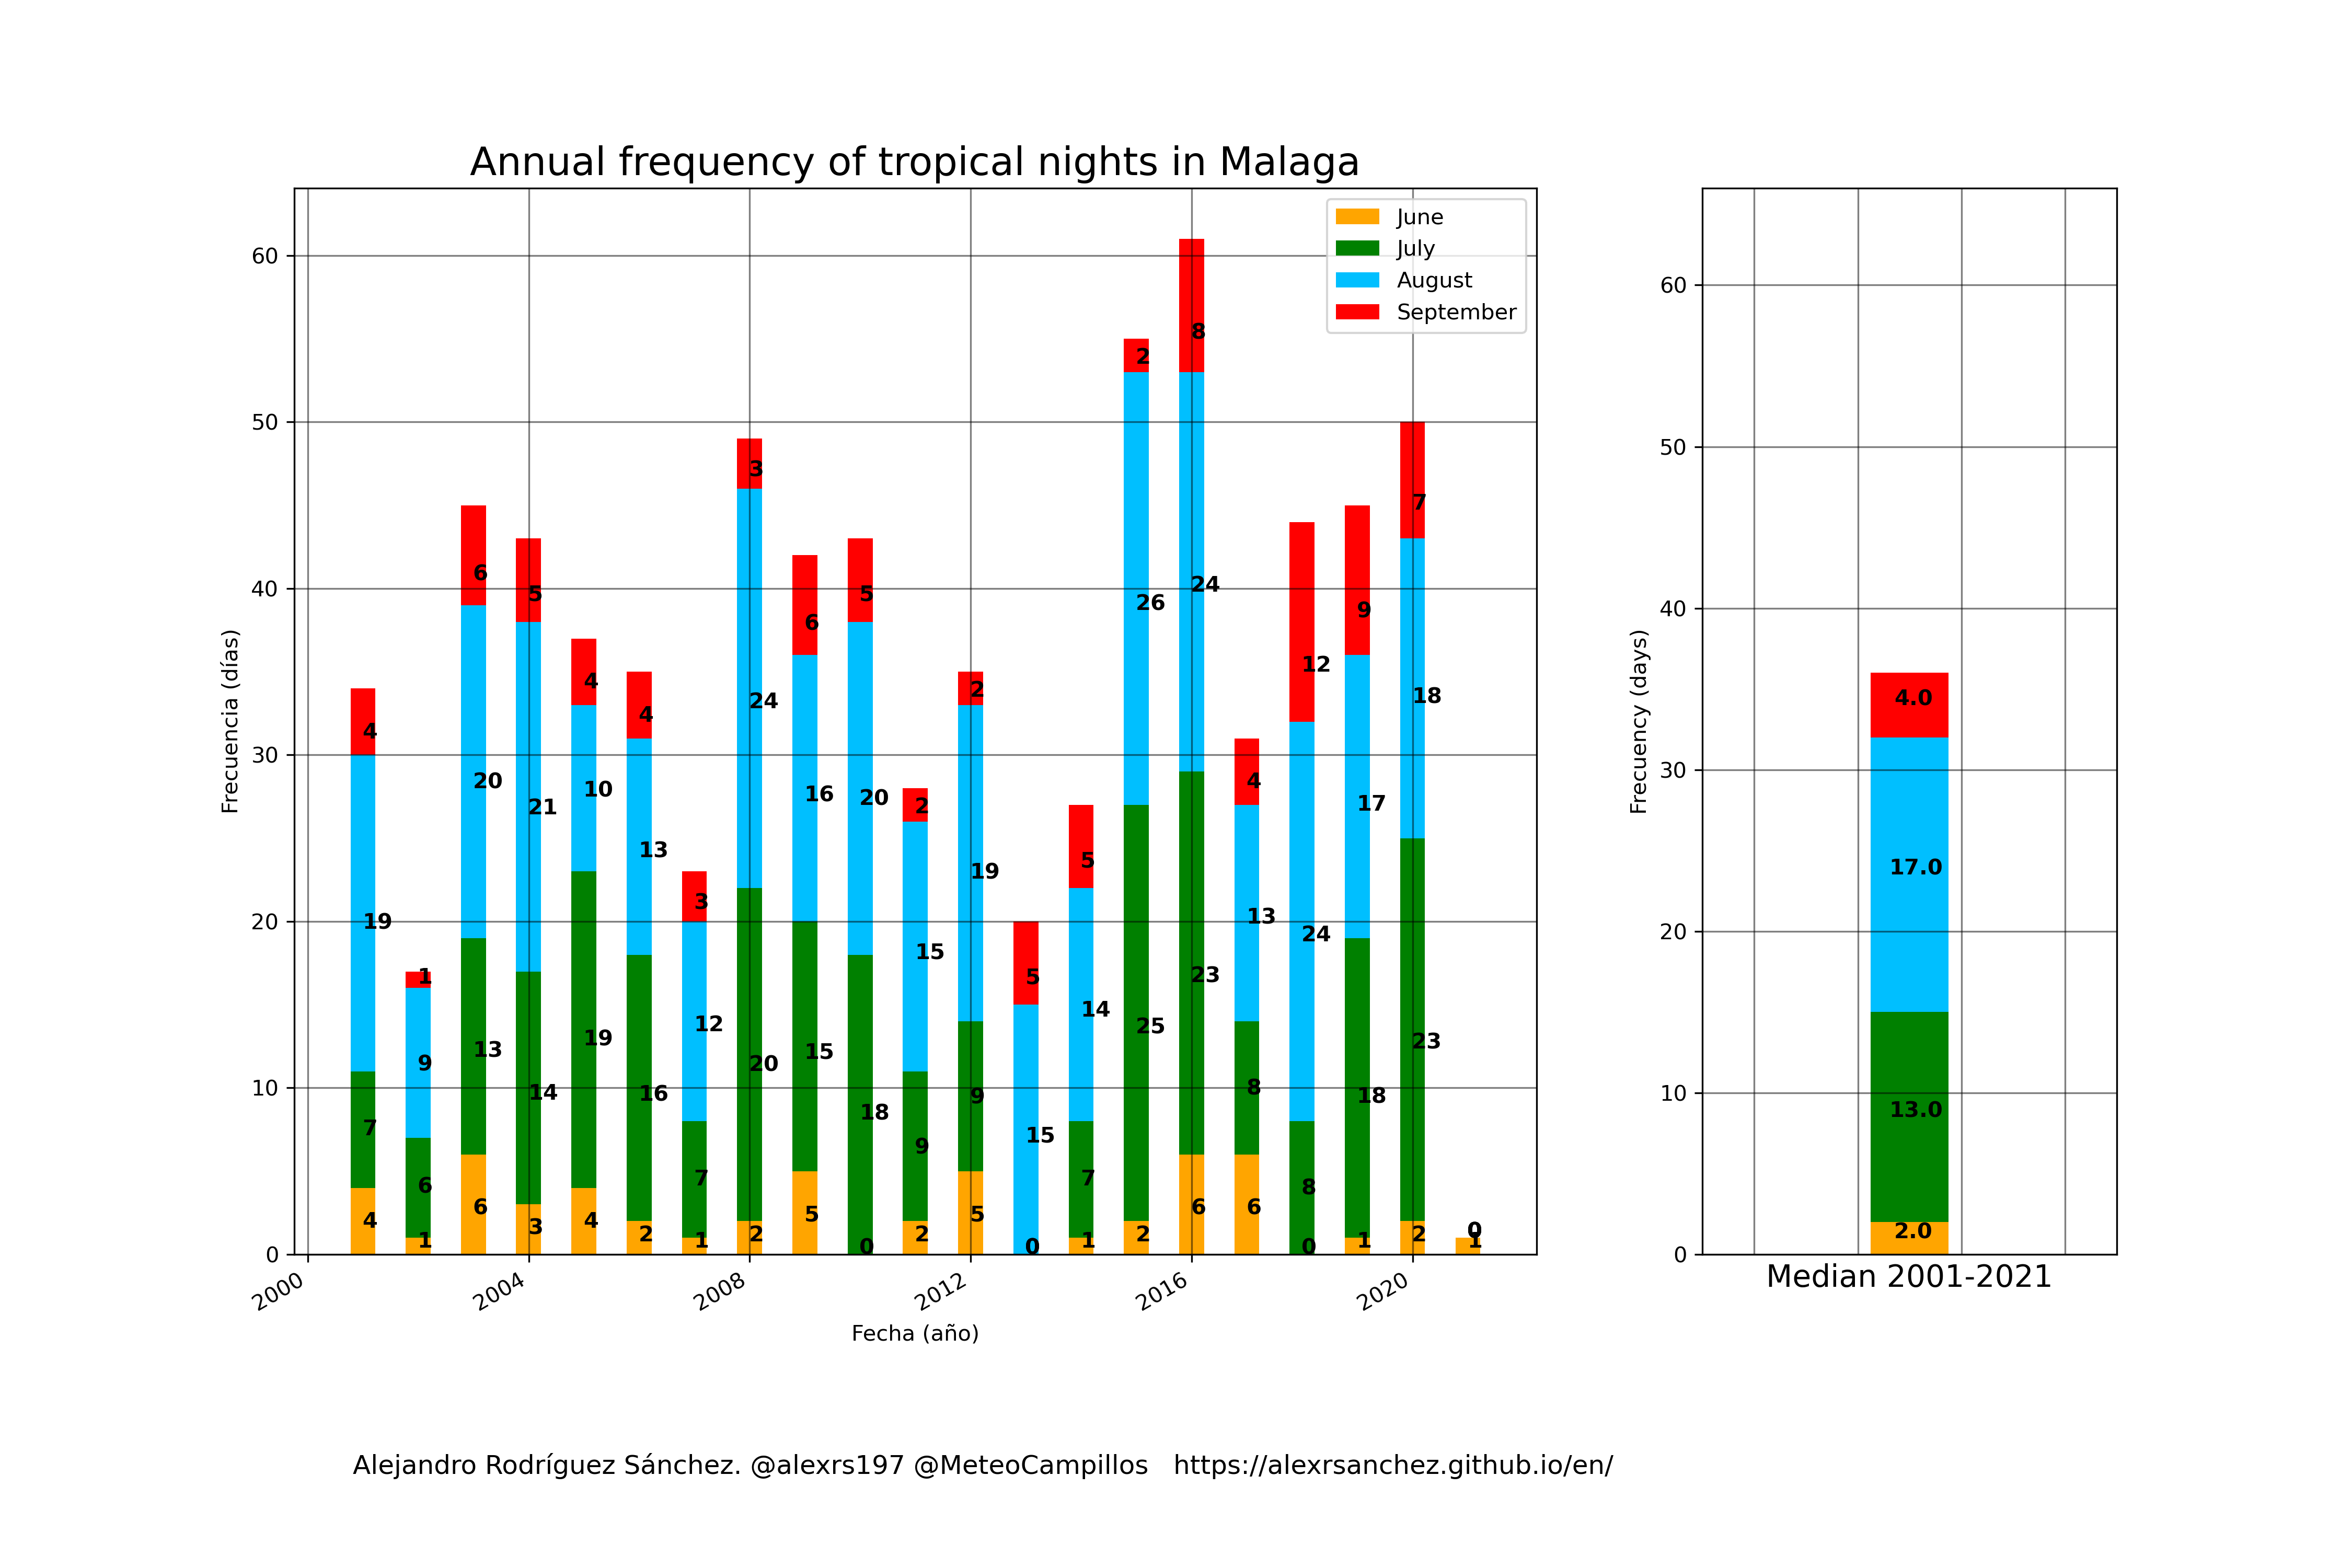 Annual frequency of tropical nights in Malaga
June
July
August
September
60
50
40
30
20
10
0
Frecuencia (días)
4 7 19 4
1 6 9 1
6 13 20 6
3 14 21 5
4 19 10 4
2 16 13 4
1 7 12 3
2 20 24 3
5 15 16 6
0 18 20 5
2 9 15 2
5 9 19 2
0 15 5
1 7 14 5
2 25 26 2
6 23 24 8
6 8 13 4
0 8 24 12
1 18 17 9
2 23 18 7
1 0
2000 2004 2008 2012 2016 2020
Fecha (año)
60
50
40
30
20
10
0
Frecuency (days)
4.0
17.0
13.0
2.0
Median 2001-2021
Alejandro Rodríguez Sánchez. @alexrs197 @MeteoCampillos https://alexrsanchez.github.io/en/